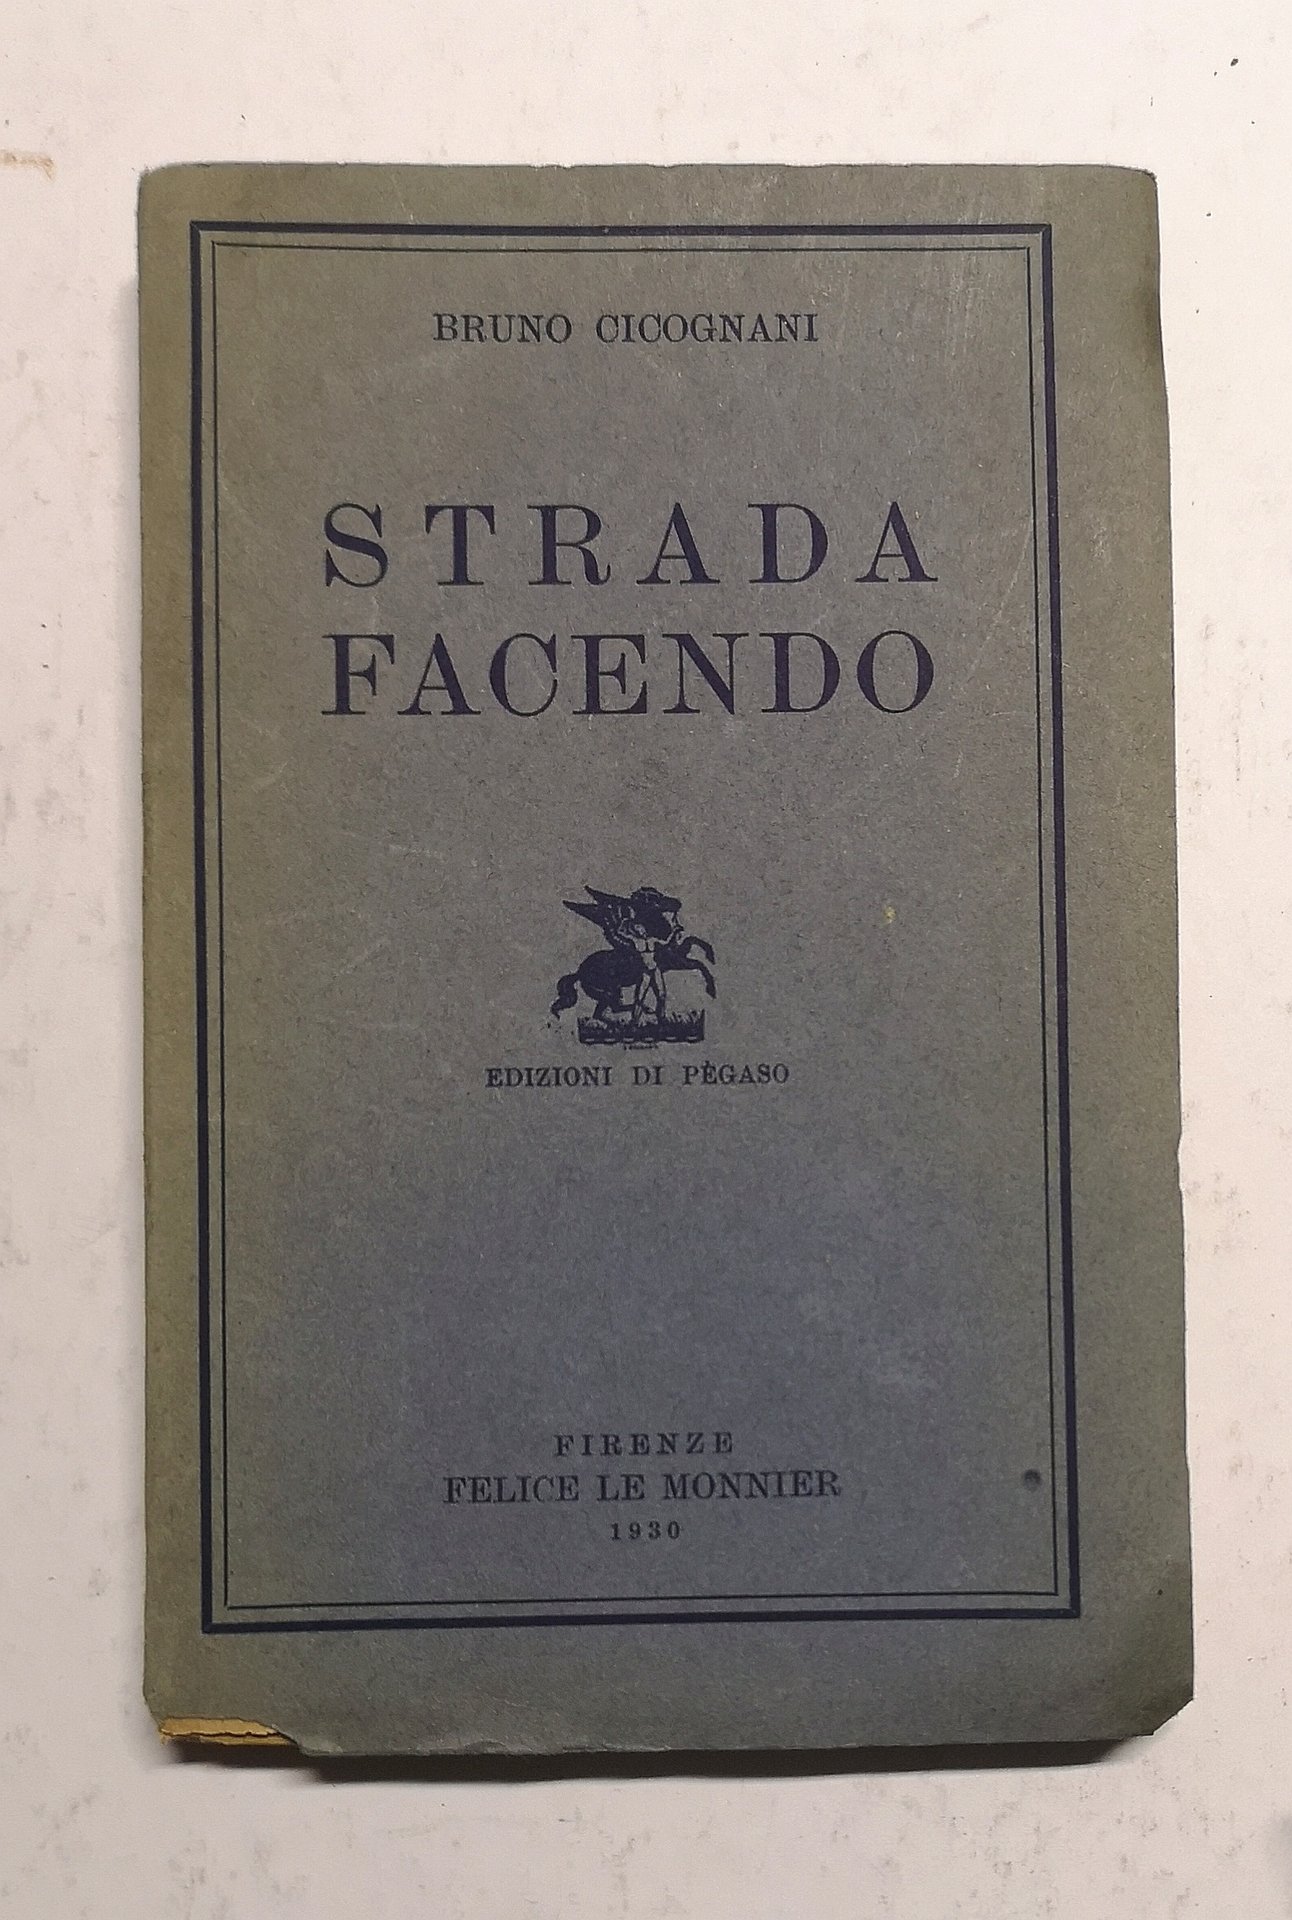 BRUNO CICOGNANI
STRADA
FACENDO
EDIZIONI DI PÈGASO
FIRENZE
FELICE LE MONNIER
1930